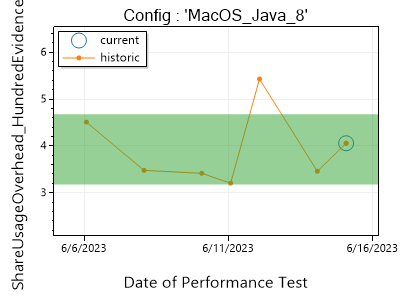 Config : 'MacOS_Java_8'
ShareUsageOverhead_HundredEvidence
current
historic
6
5
4
3
6/6/2023
6/11/2023
6/16/2023
Date of Performance Test